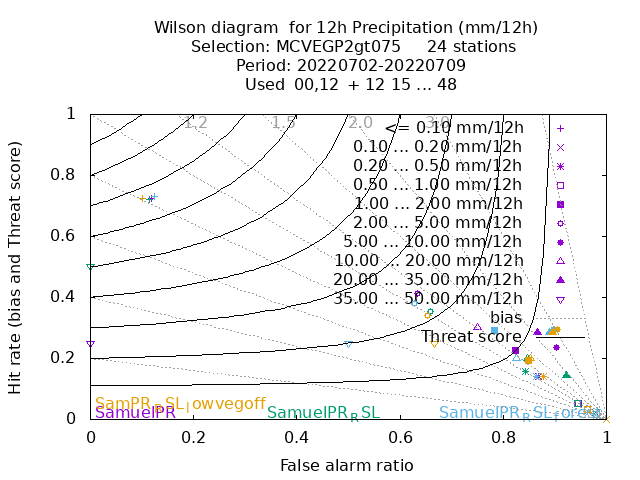 Wilson diagram  for 12h Precipitation (mm/12h)
Selection: MCVEGP2gt075     24 stations
Period: 20220702-20220709
Used  00,12  + 12 15 ... 48
1.2
1.5
2.0
3.0
<= 0.10 mm/12h
0.10 ... 0.20 mm/12h
0.20 ... 0.50 mm/12h
0.50 ... 1.00 mm/12h
1.00 ... 2.00 mm/12h
2.00 ... 5.00 mm/12h
5.00 ... 10.00 mm/12h
10.00 ... 20.00 mm/12h
20.00 ... 35.00 mm/12h
35.00 ... 50.00 mm/12h
bias
Threat score
1
0.8
0.6
0.4
0.2
0
Hit rate (bias and Threat score)
SamPR_RSL_lowvegoff
SamuelPR
SamuelPR_RSL
SamuelPR_RSL_forest
0
0.2
0.4
0.6
0.8
1
False alarm ratio